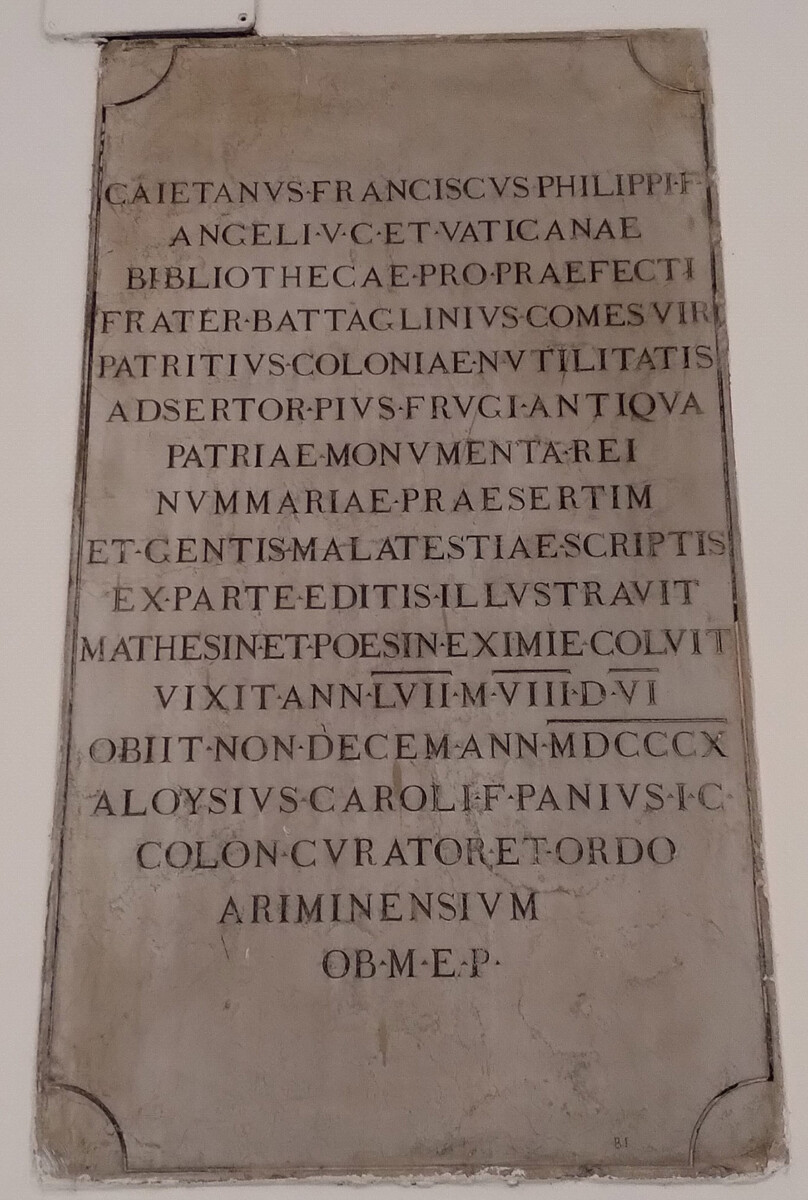 CAIETANVS·FRANCISCVS·PHILIPPI·F·
ANGELI·V·C·ET·VATICANAE
BIBLIOTHECAE·PRO·PRAEFECTI
FRATER·BATTAGLINIVS·COMES VIR
PATRITIVS·COLONIAE·N·VTILITATIS
ADSERTOR·PIVS·FRVGI·ANTIQVA
PATRIAE·MONVMENTA·REI
NVMMARIAE·PRAESERTIM
ET·GENTIS·MALATESTIAE·SCRIPTIS
EX·PARTE·EDITIS·ILLVSTRAVIT
MATHESIN·ET·POESIN·EXIMIE·COLVIT
VIXIT·ANN·LVII·M·VIII·D·VI
OBIIT·NON·DECEM·ANN·MDCCCX
ALOYSIVS·CAROLI·F·PANIVS·I·C·
COLON·CVRATOR·ET·ORDO
ARIMINENSIVM
OB·M·E·P·
81